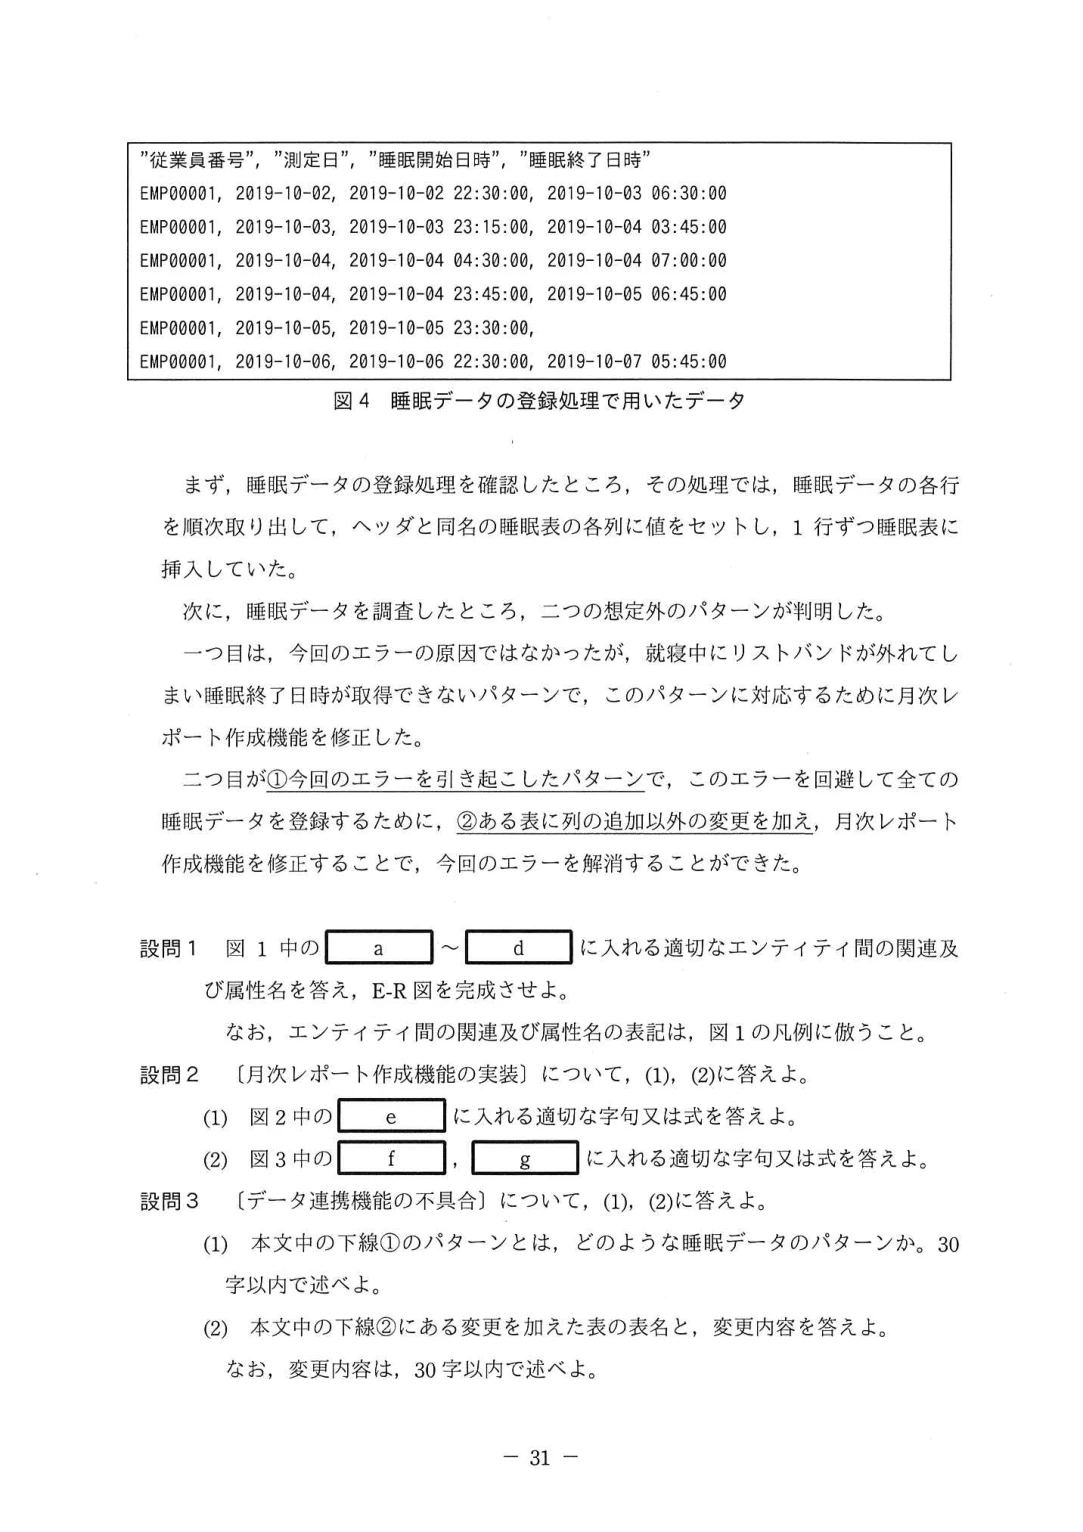 ”従業員番号”, ”測定日”, ”睡眠開始日時”, ”睡眠終了日時”
EMP00001, 2019-10-02, 2019-10-02 22:30:00, 2019-10-03 06:30:00
EMP00001, 2019-10-03, 2019-10-03 23:15:00, 2019-10-04 03:45:00
EMP00001, 2019-10-04, 2019-10-04 04:30:00, 2019-10-04 07:00:00
EMP00001, 2019-10-04, 2019-10-04 23:45:00, 2019-10-05 06:45:00
EMP00001, 2019-10-05, 2019-10-05 23:30:00,
EMP00001, 2019-10-06, 2019-10-06 22:30:00, 2019-10-07 05:45:00
図4 睡眠データの登録処理で用いたデータ
まず，睡眠データの登録処理を確認したところ，その処理では，睡眠データの各行
を順次取り出して，ヘッダと同名の睡眠表の各列に値をセットし，1 行ずつ睡眠表に
挿入していた。
次に，睡眠データを調査したところ，二つの想定外のパターンが判明した。
一つ目は，今回のエラーの原因ではなかったが，就寝中にリストバンドが外れてし
まい睡眠終了日時が取得できないパターンで，このパターンに対応するために月次レ
ポート作成機能を修正した。
二つ目が①今回のエラーを引き起こしたパターンで，このエラーを回避して全ての
睡眠データを登録するために，②ある表に列の追加以外の変更を加え，月次レポート
作成機能を修正することで，今回のエラーを解消することができた。
設問1 図 1 中の a ～ d に入れる適切なエンティティ間の関連及
び属性名を答え，E-R 図を完成させよ。
なお，エンティティ間の関連及び属性名の表記は，図 1 の凡例に倣うこと。
設問2 〔月次レポート作成機能の実装〕について，(1)，(2)に答えよ。
(1) 図 2 中の e に入れる適切な字句又は式を答えよ。
(2) 図 3 中の f ， g に入れる適切な字句又は式を答えよ。
設問3 〔データ連携機能の不具合〕について，(1)，(2)に答えよ。
(1) 本文中の下線①のパターンとは，どのような睡眠データのパターンか。30
字以内で述べよ。
(2) 本文中の下線②にある変更を加えた表の表名と，変更内容を答えよ。
なお，変更内容は，30 字以内で述べよ。
－ 31 －